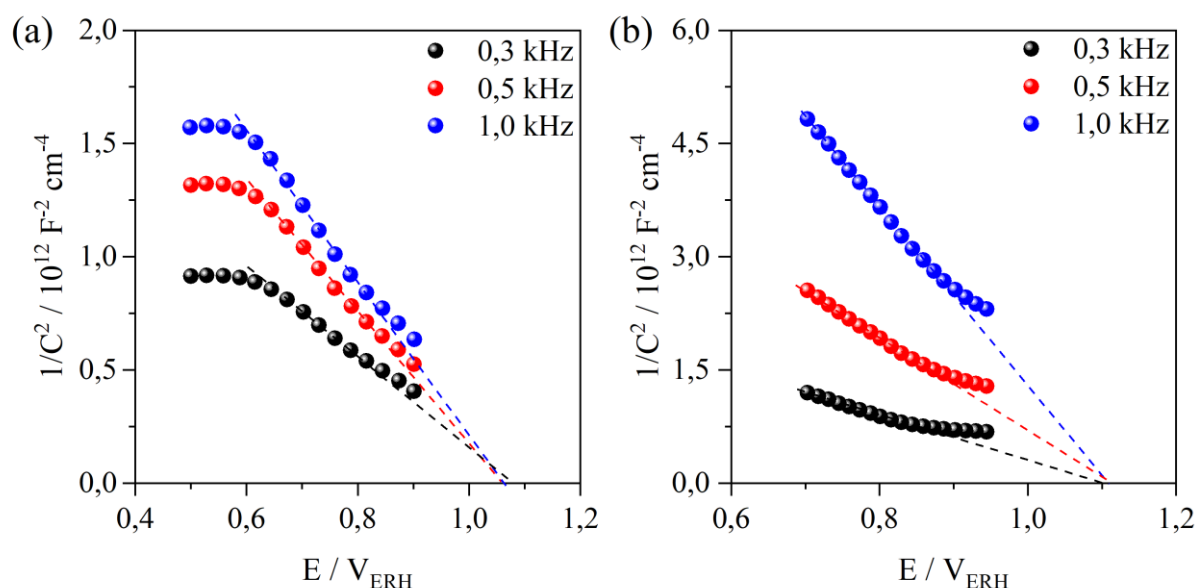 (a)
2,0
1,5
1,0
0,5
0,0
0,4
0,6
0,8
1,0
1,2
1/C² / 10¹² F⁻² cm⁻⁴
E / V_ERH
0,3 kHz
0,5 kHz
1,0 kHz
(b)
6,0
4,5
3,0
1,5
0,0
0,6
0,8
1,0
1,2
1/C² / 10¹² F⁻² cm⁻⁴
E / V_ERH
0,3 kHz
0,5 kHz
1,0 kHz